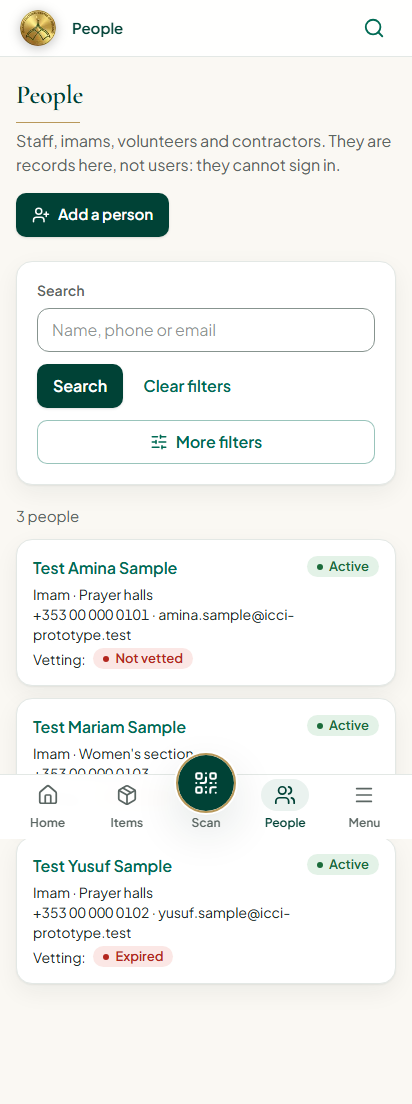 People
People
Staff, imams, volunteers and contractors. They are
records here, not users: they cannot sign in.
Add a person
Search
Name, phone or email
Search
Clear filters
More filters
3 people
Test Amina Sample
Active
Imam · Prayer halls
+353 00 000 0101 · amina.sample@icci-
prototype.test
Vetting:
Not vetted
Test Mariam Sample
Active
Imam · Women's section
+353 00 000 0103
Home
Items
Scan
People
Menu
Test Yusuf Sample
Active
Imam · Prayer halls
+353 00 000 0102 · yusuf.sample@icci-
prototype.test
Vetting:
Expired